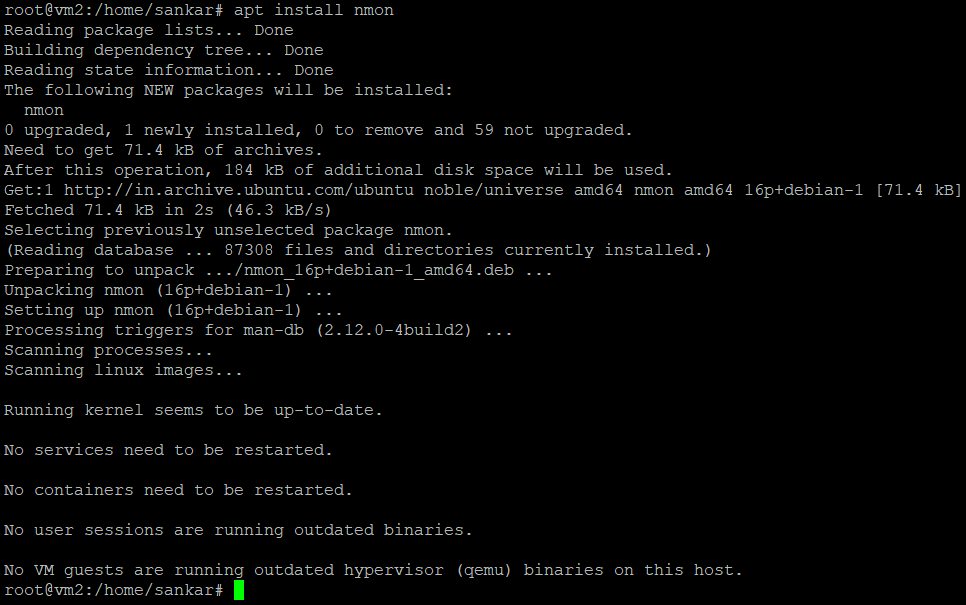 root@vm2:/home/sankar# apt install nmon
Reading package lists... Done
Building dependency tree... Done
Reading state information... Done
The following NEW packages will be installed:
  nmon
0 upgraded, 1 newly installed, 0 to remove and 59 not upgraded.
Need to get 71.4 kB of archives.
After this operation, 184 kB of additional disk space will be used.
Get:1 http://in.archive.ubuntu.com/ubuntu noble/universe amd64 nmon amd64 16p+debian-1 [71.4 kB]
Fetched 71.4 kB in 2s (46.3 kB/s)
Selecting previously unselected package nmon.
(Reading database ... 87308 files and directories currently installed.)
Preparing to unpack .../nmon_16p+debian-1_amd64.deb ...
Unpacking nmon (16p+debian-1) ...
Setting up nmon (16p+debian-1) ...
Processing triggers for man-db (2.12.0-4build2) ...
Scanning processes...
Scanning linux images...

Running kernel seems to be up-to-date.

No services need to be restarted.

No containers need to be restarted.

No user sessions are running outdated binaries.

No VM guests are running outdated hypervisor (qemu) binaries on this host.
root@vm2:/home/sankar#